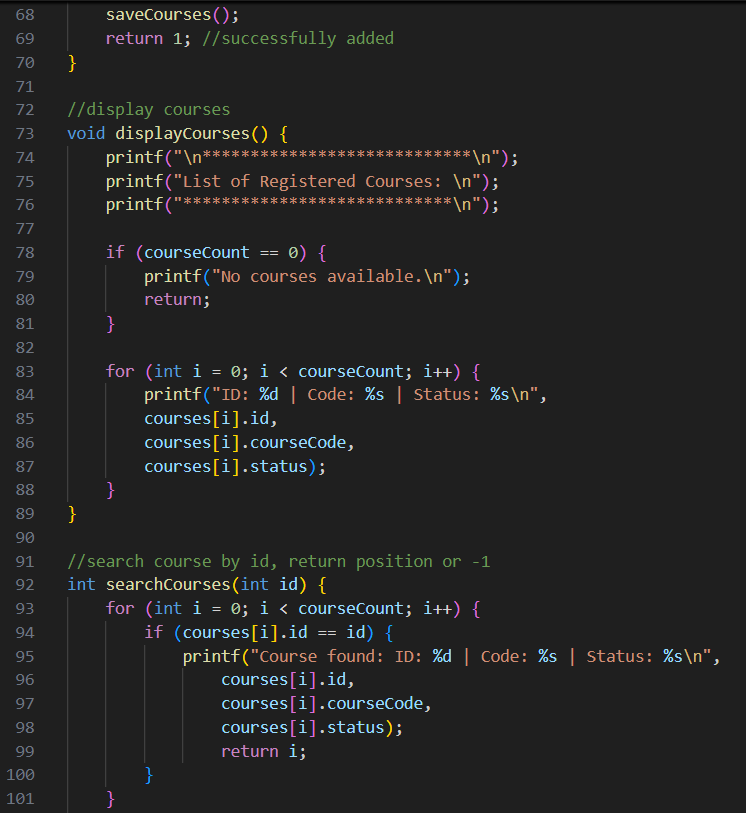 68 saveCourses();
69 return 1; //successfully added
70 }
71
72 //display courses
73 void displayCourses() {
74 printf("\n****************************\n");
75 printf("List of Registered Courses: \n");
76 printf("****************************\n");
77
78 if (courseCount == 0) {
79 printf("No courses available.\n");
80 return;
81 }
82
83 for (int i = 0; i < courseCount; i++) {
84 printf("ID: %d | Code: %s | Status: %s\n",
85 courses[i].id,
86 courses[i].courseCode,
87 courses[i].status);
88 }
89 }
90
91 //search course by id, return position or -1
92 int searchCourses(int id) {
93 for (int i = 0; i < courseCount; i++) {
94 if (courses[i].id == id) {
95 printf("Course found: ID: %d | Code: %s | Status: %s\n",
96 courses[i].id,
97 courses[i].courseCode,
98 courses[i].status);
99 return i;
100 }
101 }